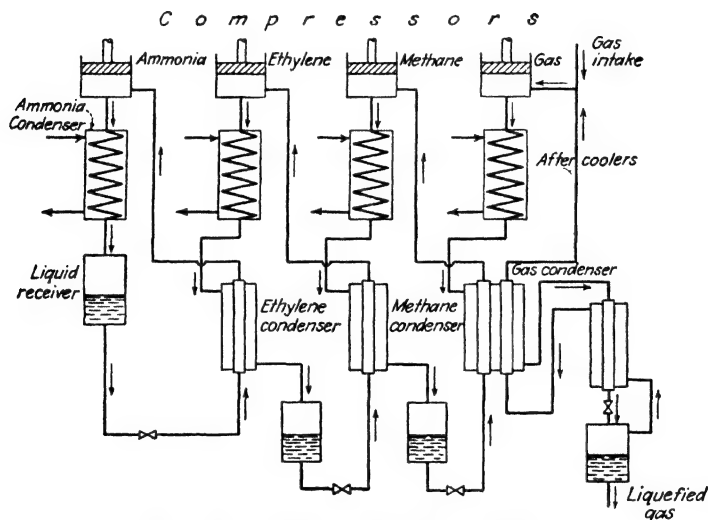 Compressors
Ammonia
Ethylene
Methane
Gas
Gas
intake
Ammonia
Condenser
After coolers
Liquid
receiver
Ethylene
condenser
Methane
condenser
Gas condenser
Liquefied
gas